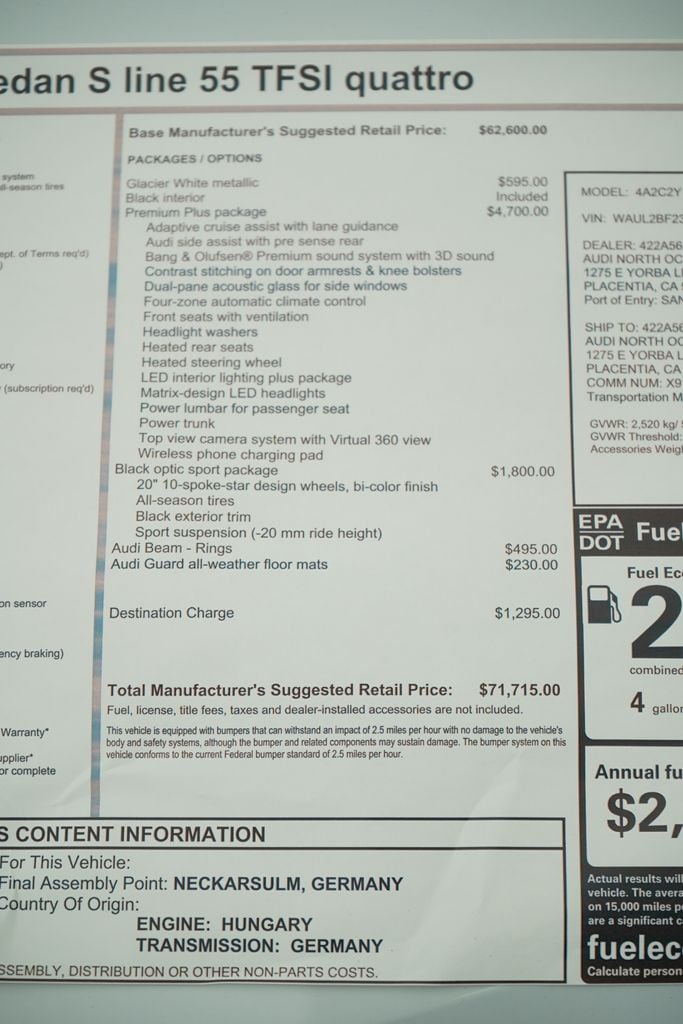 edan S line 55 TFSI quattro
system
ll-season tires
ept. of Terms req'd)
)
ory
(subscription req'd)
on sensor
ency braking)
Warranty*
upplier*
or complete
Base Manufacturer's Suggested Retail Price: $62,600.00
PACKAGES / OPTIONS
Glacier White metallic $595.00
Black interior Included
Premium Plus package $4,700.00
Adaptive cruise assist with lane guidance
Audi side assist with pre sense rear
Bang & Olufsen® Premium sound system with 3D sound
Contrast stitching on door armrests & knee bolsters
Dual-pane acoustic glass for side windows
Four-zone automatic climate control
Front seats with ventilation
Headlight washers
Heated rear seats
Heated steering wheel
LED interior lighting plus package
Matrix-design LED headlights
Power lumbar for passenger seat
Power trunk
Top view camera system with Virtual 360 view
Wireless phone charging pad
Black optic sport package $1,800.00
20" 10-spoke-star design wheels, bi-color finish
All-season tires
Black exterior trim
Sport suspension (-20 mm ride height)
Audi Beam - Rings $495.00
Audi Guard all-weather floor mats $230.00
Destination Charge $1,295.00
Total Manufacturer's Suggested Retail Price: $71,715.00
Fuel, license, title fees, taxes and dealer-installed accessories are not included.
This vehicle is equipped with bumpers that can withstand an impact of 2.5 miles per hour with no damage to the vehicle's
body and safety systems, although the bumper and related components may sustain damage. The bumper system on this
vehicle conforms to the current Federal bumper standard of 2.5 miles per hour.
MODEL: 4A2C2Y
VIN: WAUL2BF23
DEALER: 422A56
AUDI NORTH OC
1275 E YORBA LI
PLACENTIA, CA
Port of Entry: SAN
SHIP TO: 422A56
AUDI NORTH OC
1275 E YORBA L
PLACENTIA, CA
COMM NUM: X9
Transportation M
GVWR: 2,520 kg/
GVWR Threshold:
Accessories Weigh
EPA
DOT Fuel
Fuel Ec
2
combined
4 gallon
Annual fu
$2,
Actual results will
vehicle. The avera
on 15,000 miles p
are a significant c
fuelec
Calculate person
S CONTENT INFORMATION
For This Vehicle:
Final Assembly Point: NECKARSULM, GERMANY
Country Of Origin:
ENGINE: HUNGARY
TRANSMISSION: GERMANY
SSEMBLY, DISTRIBUTION OR OTHER NON-PARTS COSTS.